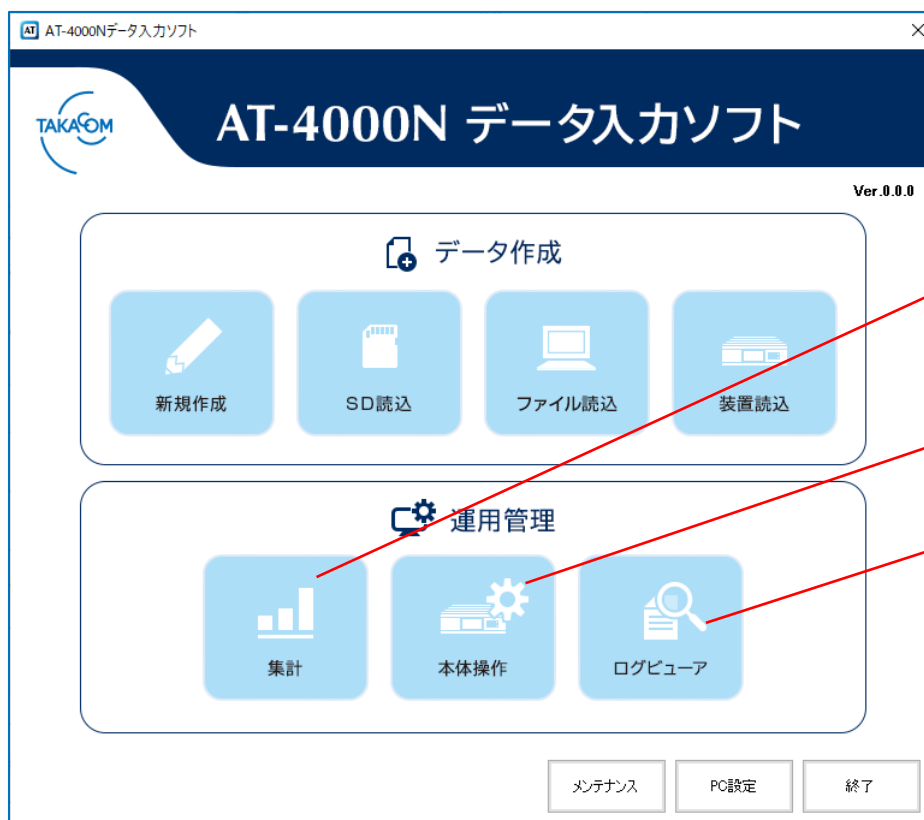 AT AT-4000Nデータ入力ソフト
TAKACOM
AT-4000N データ入力ソフト
Ver.0.0.0
データ作成
新規作成 SD読込 ファイル読込 装置読込
運用管理
集計 本体操作 ログビューア
メンテナンス PC設定 終了